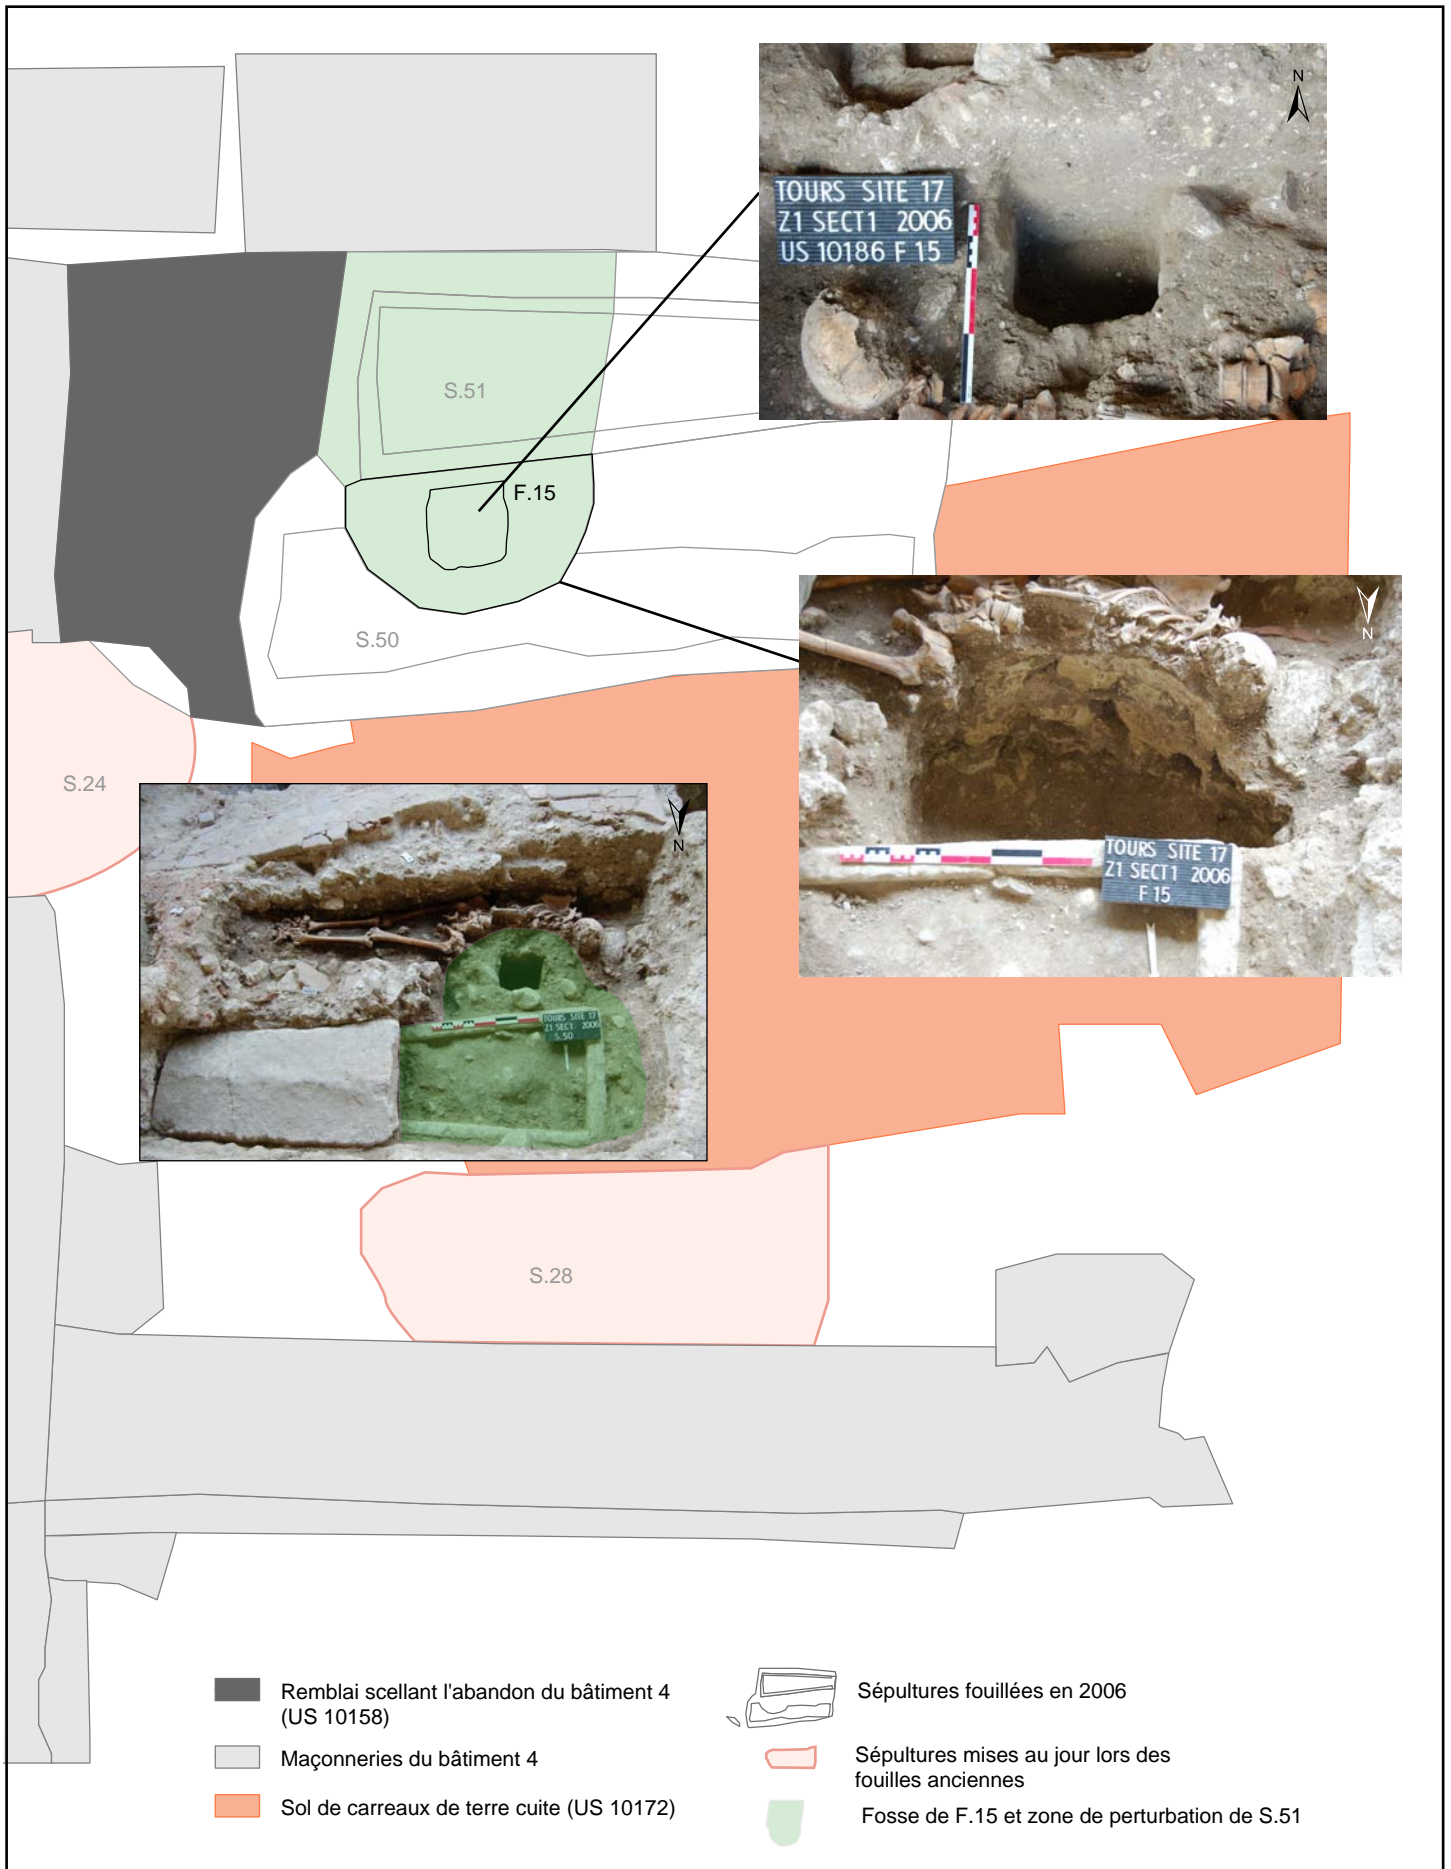 N
TOURS SITE 17
Z1 SECT1 2006
US 10186 F 15
S.51
F.15
S.50
N
TOURS SITE 17
Z1 SECT1 2006
F 15
S.24
N
TOURS SITE 17
Z1 SECT1 2006
S.50
S.28
Remblai scellant l'abandon du bâtiment 4
(US 10158)
Maçonneries du bâtiment 4
Sol de carreaux de terre cuite (US 10172)
Sépultures fouillées en 2006
Sépultures mises au jour lors des
fouilles anciennes
Fosse de F.15 et zone de perturbation de S.51